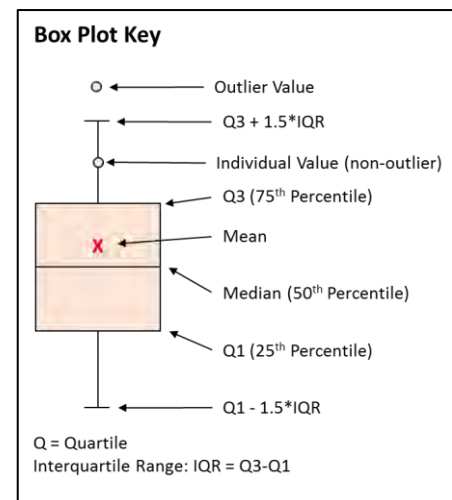 Box Plot Key
Outlier Value
Q3 + 1.5*IQR
Individual Value (non-outlier)
Q3 (75th Percentile)
X
Mean
Median (50th Percentile)
Q1 (25th Percentile)
Q1 - 1.5*IQR
Q = Quartile
Interquartile Range: IQR = Q3-Q1